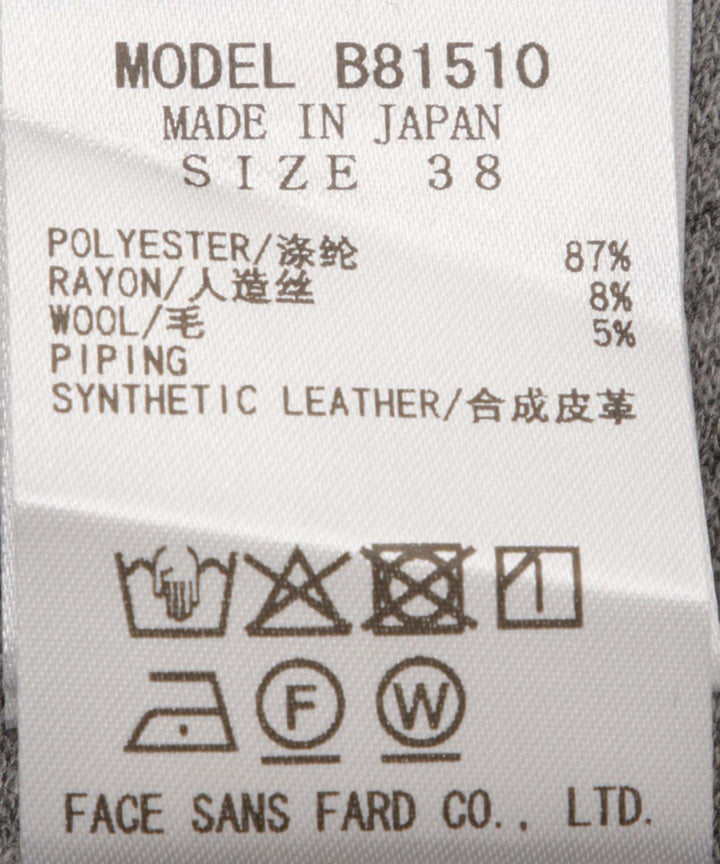 MODEL B81510
MADE IN JAPAN
SIZE 38
POLYESTER/涤纶 87%
RAYON/人造丝 8%
WOOL/毛 5%
PIPING
SYNTHETIC LEATHER/合成皮革
F W
FACE SANS FARD CO., LTD.